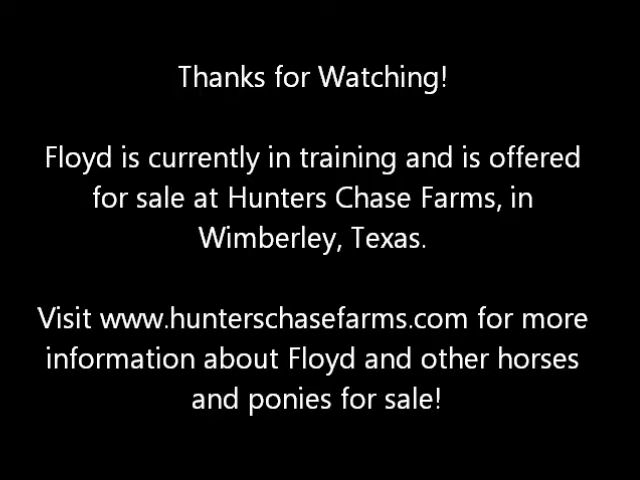 Thanks for Watching!
Floyd is currently in training and is offered
for sale at Hunters Chase Farms, in
Wimberley, Texas.
Visit www.hunterschasefarms.com for more
information about Floyd and other horses
and ponies for sale!